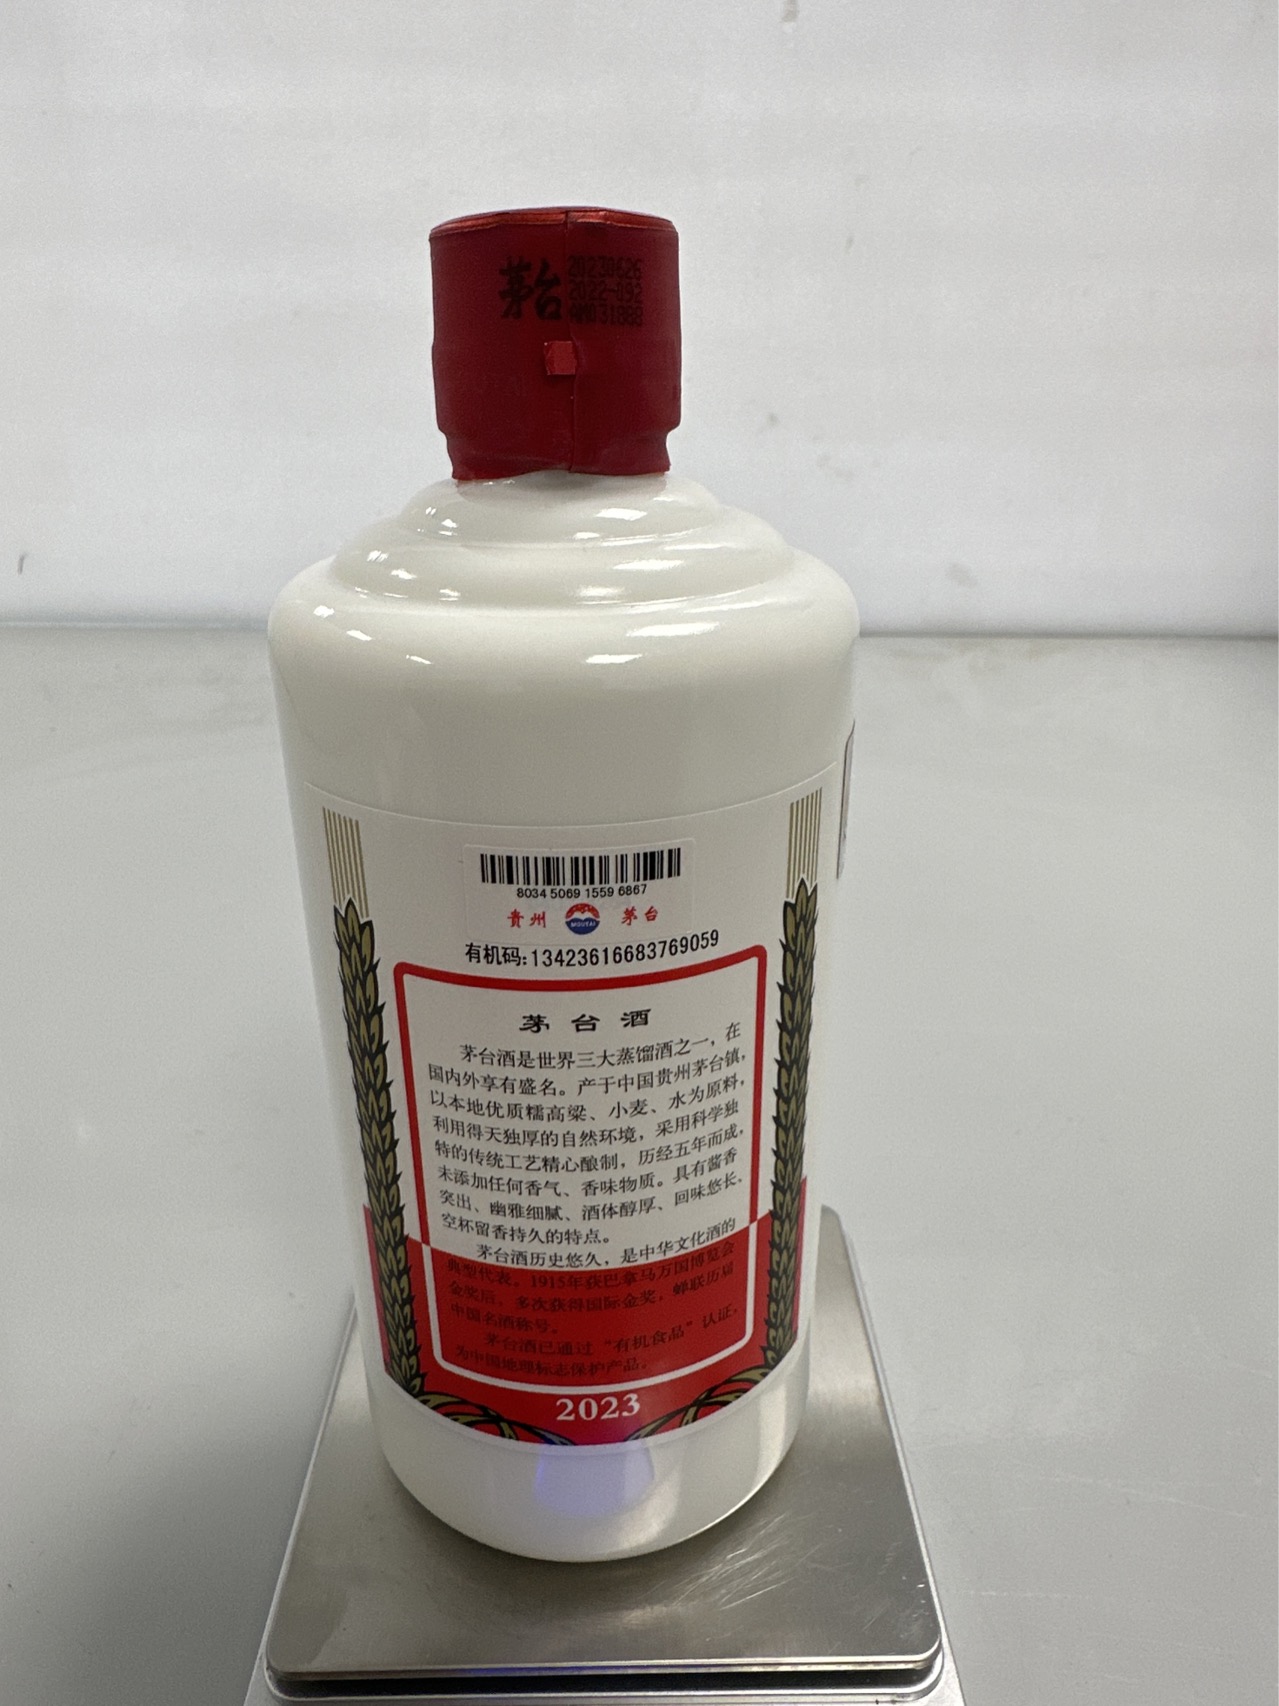 茅台
20230626
2022-092
8034 5069 1559 6867
贵州 MOUTAI 茅台
有机码:13423616683769059
茅台酒
茅台酒是世界三大蒸馏酒之一，在
国内外享有盛名。产于中国贵州茅台镇，
以本地优质糯高粱、小麦、水为原料，
利用得天独厚的自然环境，采用科学独
特的传统工艺精心酿制，历经五年而成，
未添加任何香气、香味物质。具有酱香
突出、幽雅细腻、酒体醇厚、回味悠长、
空杯留香持久的特点。
茅台酒历史悠久，是中华文化酒的
典型代表。1915年获巴拿马万国博览会
金奖后，多次获得国际金奖，蝉联历届
中国名酒称号。
茅台酒已通过“有机食品”认证，
为中国地理标志保护产品。
2023